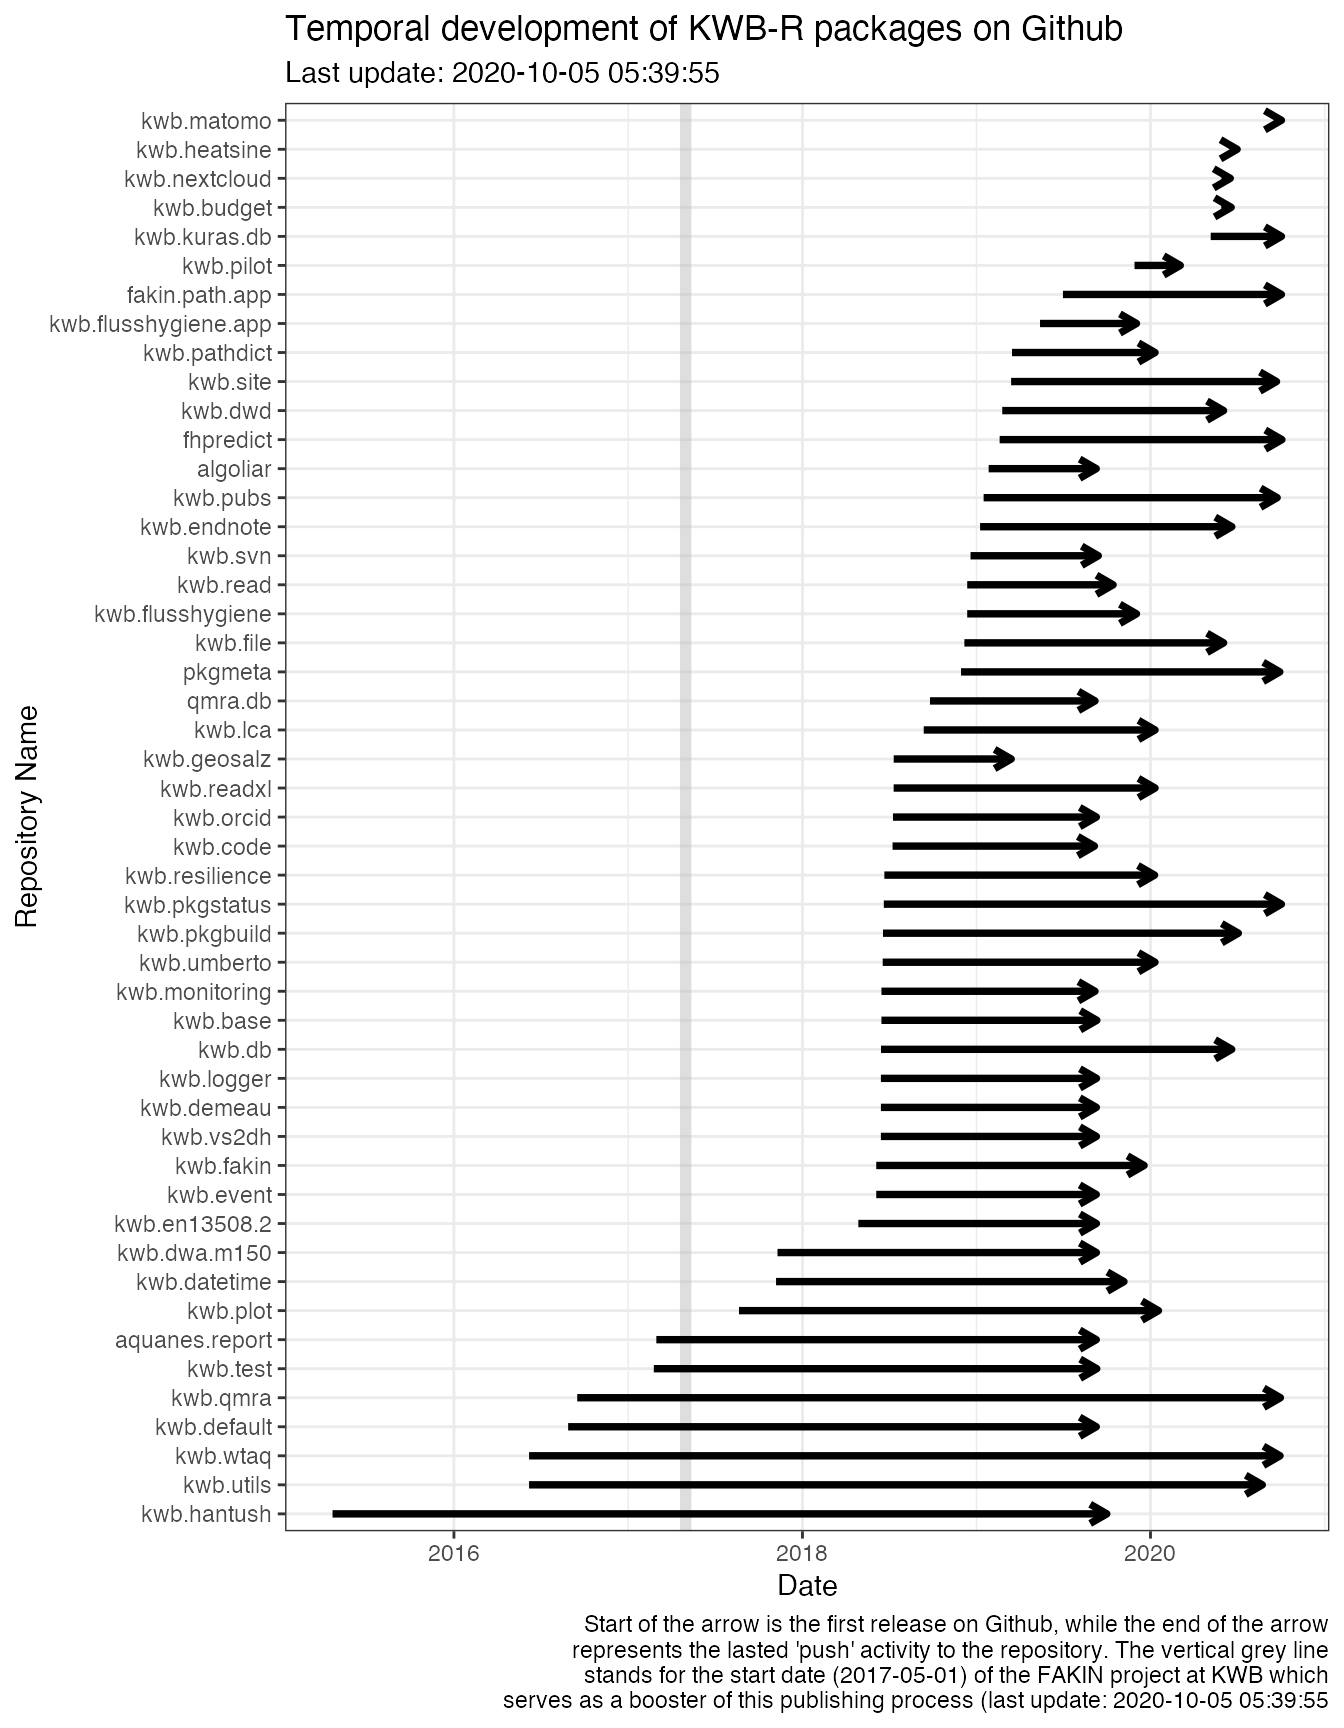 Temporal development of KWB-R packages on Github
Last update: 2020-10-05 05:39:55
kwb.matomo
kwb.heatsine
kwb.nextcloud
kwb.budget
kwb.kuras.db
kwb.pilot
fakin.path.app
kwb.flusshygiene.app
kwb.pathdict
kwb.site
kwb.dwd
fhpredict
algoliar
kwb.pubs
kwb.endnote
kwb.svn
kwb.read
kwb.flusshygiene
kwb.file
pkgmeta
qmra.db
kwb.lca
kwb.geosalz
kwb.readxl
kwb.orcid
kwb.code
kwb.resilience
kwb.pkgstatus
kwb.pkgbuild
kwb.umberto
kwb.monitoring
kwb.base
kwb.db
kwb.logger
kwb.demeau
kwb.vs2dh
kwb.fakin
kwb.event
kwb.en13508.2
kwb.dwa.m150
kwb.datetime
kwb.plot
aquanes.report
kwb.test
kwb.qmra
kwb.default
kwb.wtaq
kwb.utils
kwb.hantush
Repository Name
2016 2018 2020
Date
Start of the arrow is the first release on Github, while the end of the arrow
represents the lasted 'push' activity to the repository. The vertical grey line
stands for the start date (2017-05-01) of the FAKIN project at KWB which
serves as a booster of this publishing process (last update: 2020-10-05 05:39:55